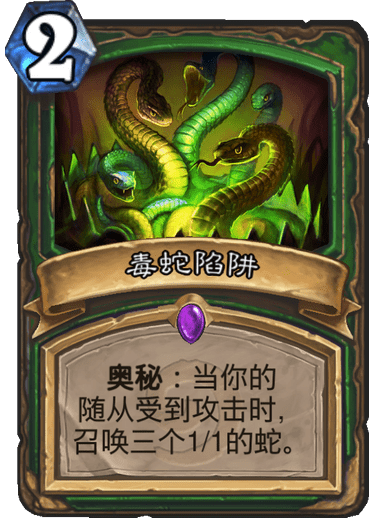 2
毒蛇陷阱
奥秘：当你的
随从受到攻击时，
召唤三个1/1的蛇。